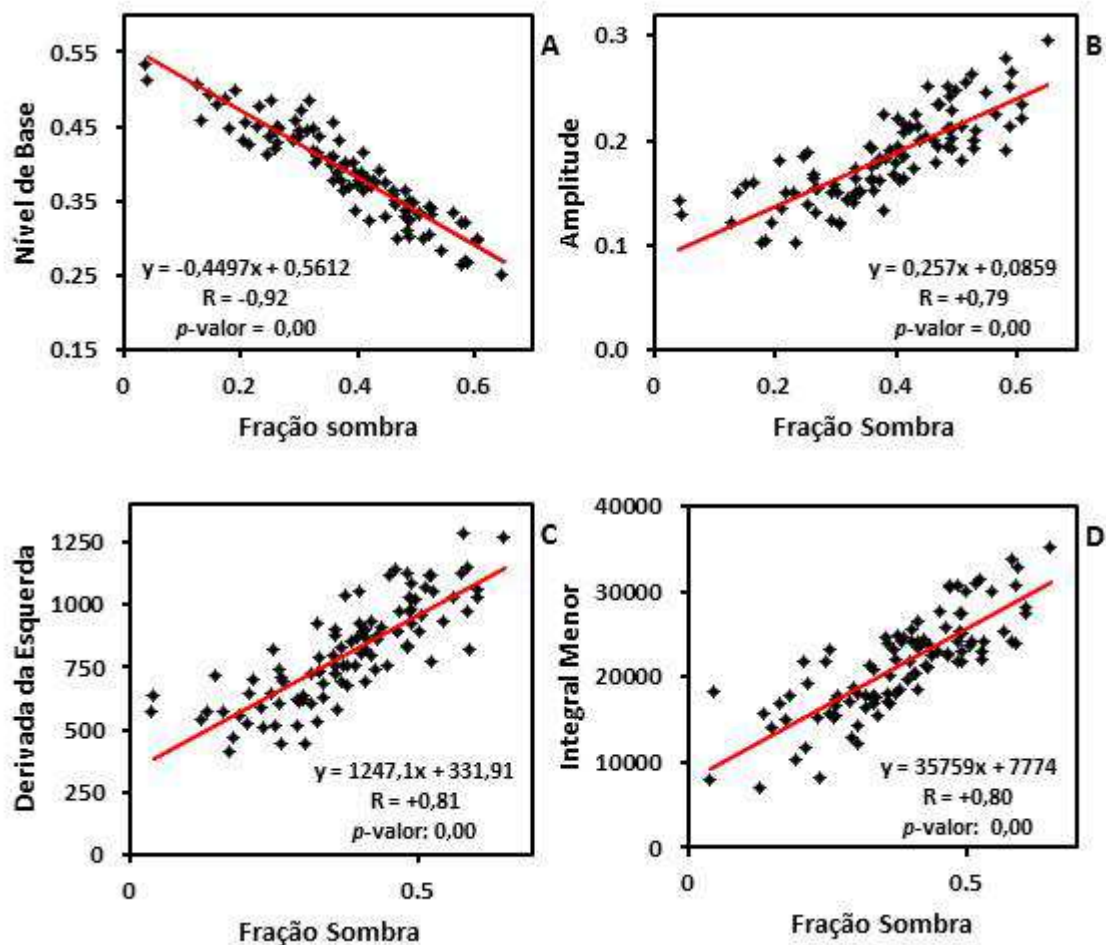 A
Nível de Base
0.55
0.45
0.35
0.25
0.15
y = -0,4497x + 0,5612
R = -0,92
p-valor = 0,00
0
0.2
0.4
0.6
Fração sombra
B
Amplitude
0.3
0.2
0.1
0.0
y = 0,257x + 0,0859
R = +0,79
p-valor = 0,00
0
0.2
0.4
0.6
Fração Sombra
C
Derivada da Esquerda
1250
1000
750
500
250
0
y = 1247,1x + 331,91
R = +0,81
p-valor: 0,00
0
0.5
Fração Sombra
D
Integral Menor
40000
30000
20000
10000
0
y = 35759x + 7774
R = +0,80
p-valor: 0,00
0
0.5
Fração Sombra